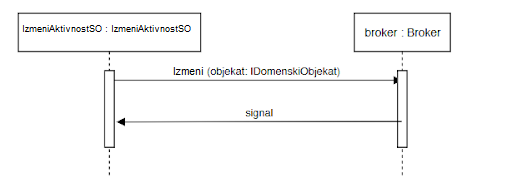 IzmeniAktivnostSO : IzmeniAktivnostSO
broker : Broker
Izmeni (objekat: IDomenskiObjekat)
signal